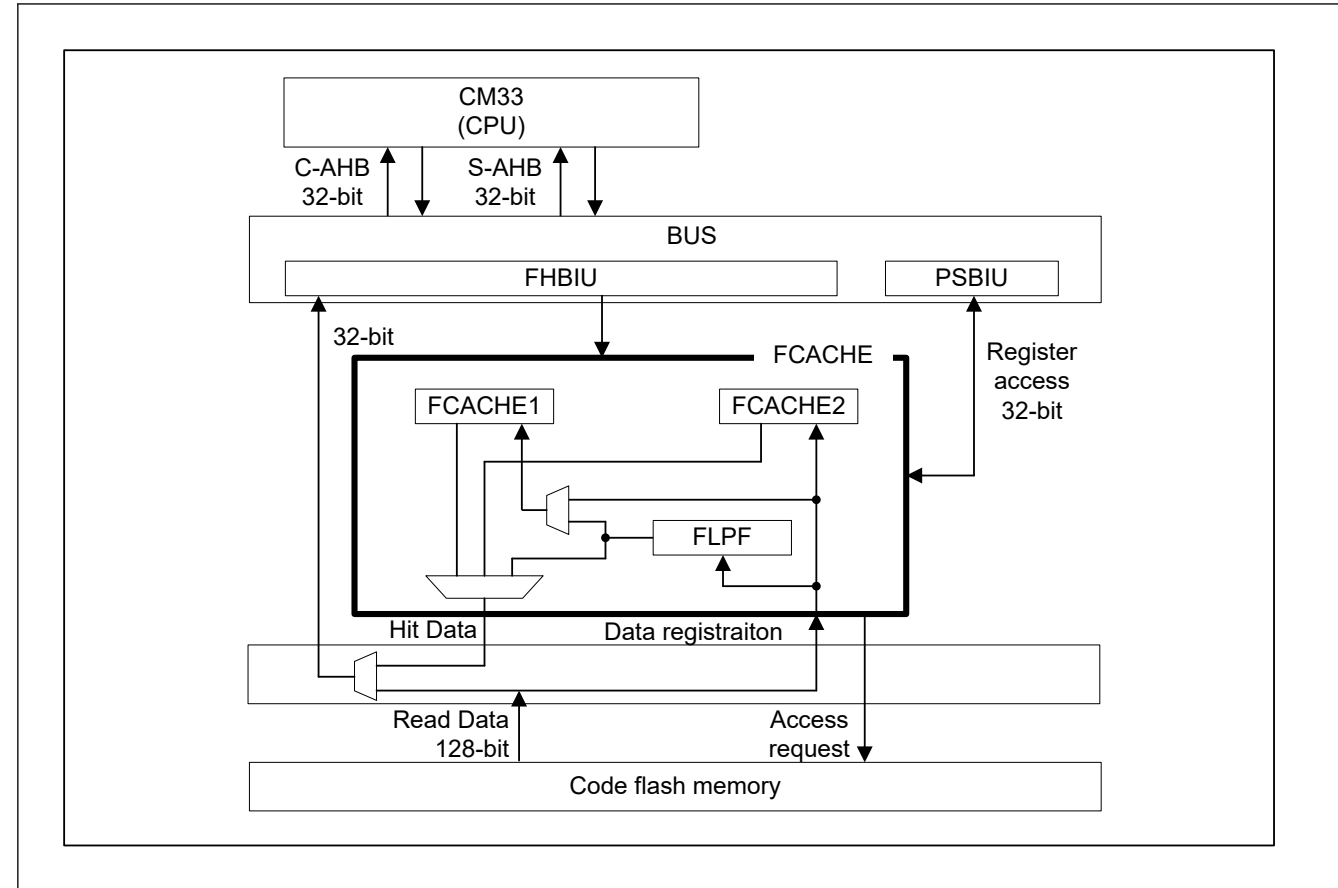 CM33
(CPU)
C-AHB
32-bit
S-AHB
32-bit
BUS
FHBIU
PSBIU
32-bit
FCACHE
Register
access
32-bit
FCACHE1
FCACHE2
FLPF
Hit Data
Data registraiton
Read Data
128-bit
Access
request
Code flash memory